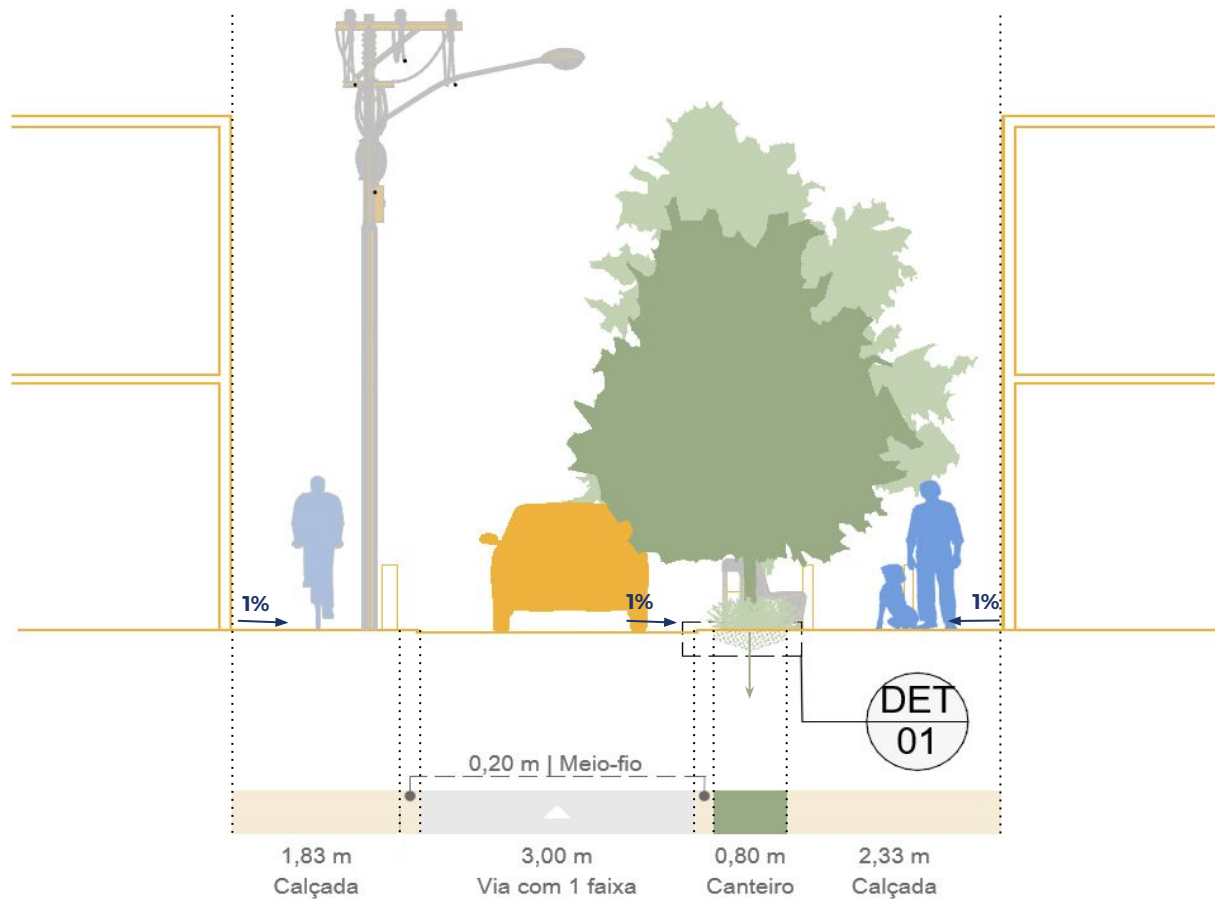 1%
1%
1%
DET
01
0,20 m | Meio-fio
1,83 m
Calçada
3,00 m
Via com 1 faixa
0,80 m
Canteiro
2,33 m
Calçada